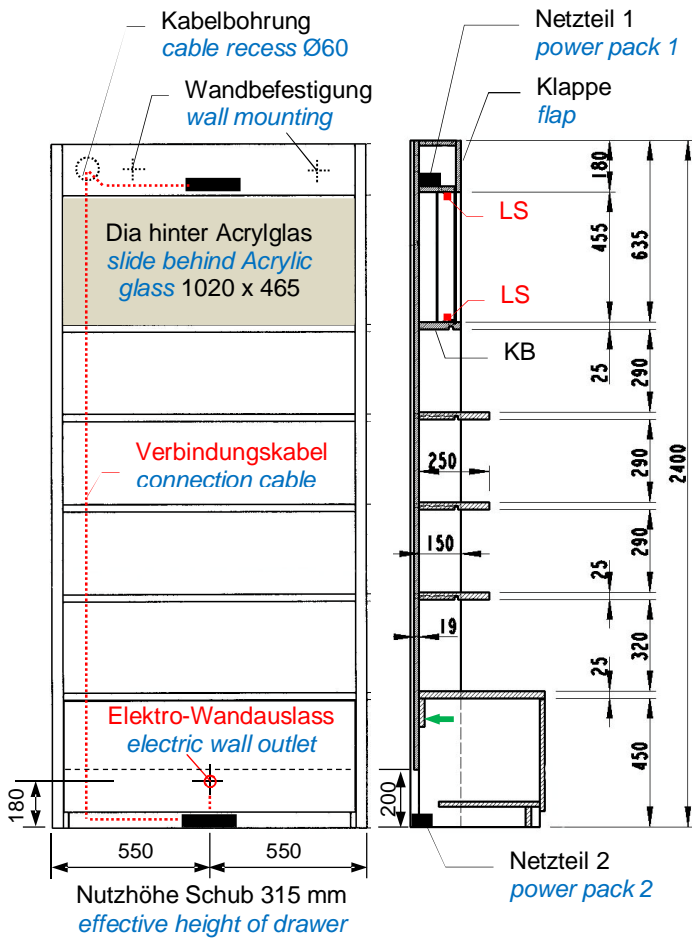 Kabelbohrung
cable recess Ø60
Wandbefestigung
wall mounting
Netzteil 1
power pack 1
Klappe
flap
Dia hinter Acrylglas
slide behind Acrylic
glass 1020 x 465
LS
LS
KB
180
455
635
25
290
Verbindungskabel
connection cable
250
290
2400
150
290
25
19
320
25
Elektro-Wandauslass
electric wall outlet
450
180
200
550
550
Nutzhöhe Schub 315 mm
effective height of drawer
Netzteil 2
power pack 2